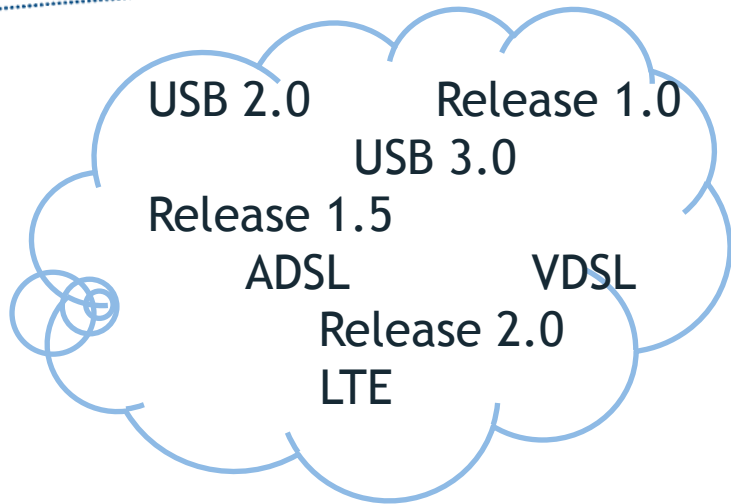 USB 2.0 Release 1.0
USB 3.0
Release 1.5
ADSL VDSL
Release 2.0
LTE